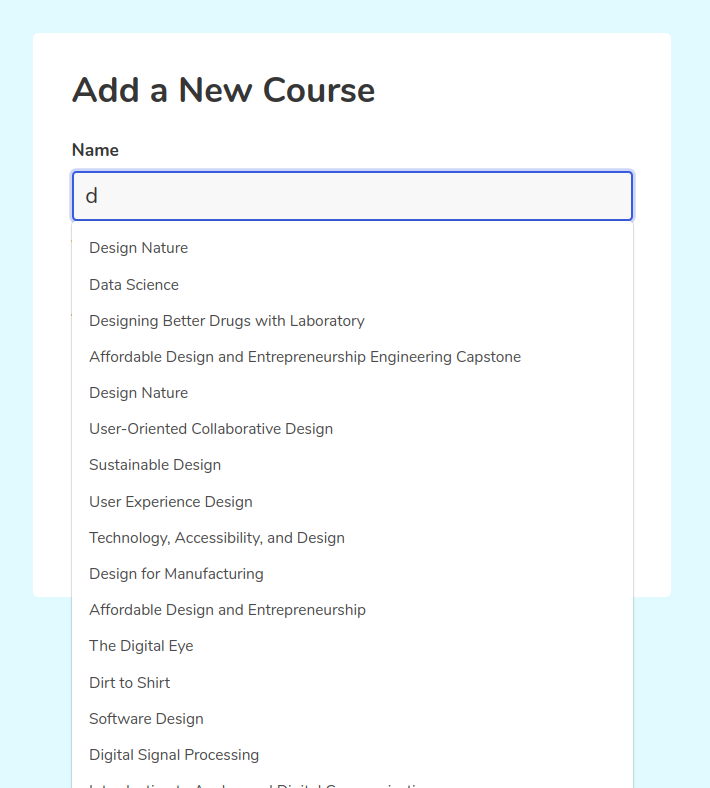 Add a New Course
Name
d
Design Nature
Data Science
Designing Better Drugs with Laboratory
Affordable Design and Entrepreneurship Engineering Capstone
Design Nature
User-Oriented Collaborative Design
Sustainable Design
User Experience Design
Technology, Accessibility, and Design
Design for Manufacturing
Affordable Design and Entrepreneurship
The Digital Eye
Dirt to Shirt
Software Design
Digital Signal Processing